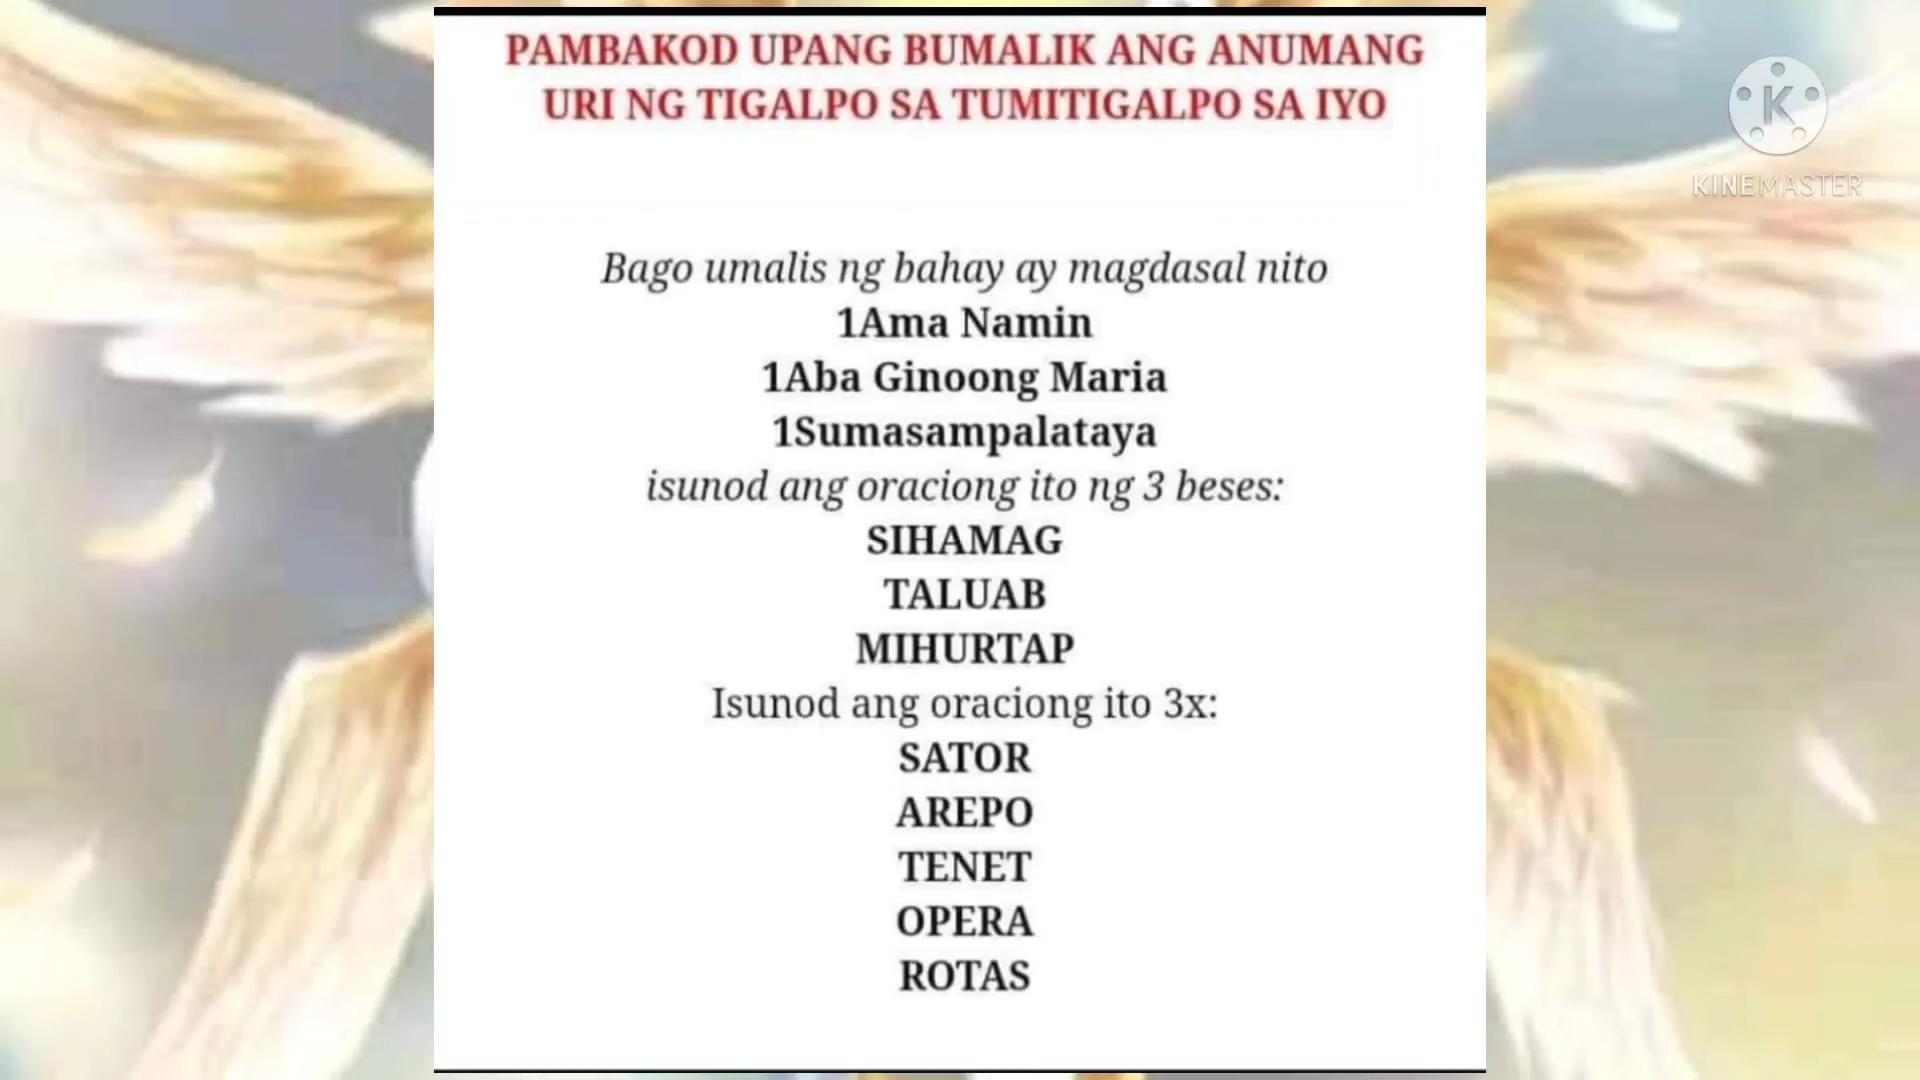 PAMBAKOD UPANG BUMALIK ANG ANUMANG
URI NG TIGALPO SA TUMITIGALPO SA IYO
K
KINEMASTER
Bago umalis ng bahay ay magdasal nito
1Ama Namin
1Aba Ginoong Maria
1Sumasampalataya
isunod ang oraciong ito ng 3 beses:
SIHAMAG
TALUAB
MIHURTAP
Isunod ang oraciong ito 3x:
SATOR
AREPO
TENET
OPERA
ROTAS